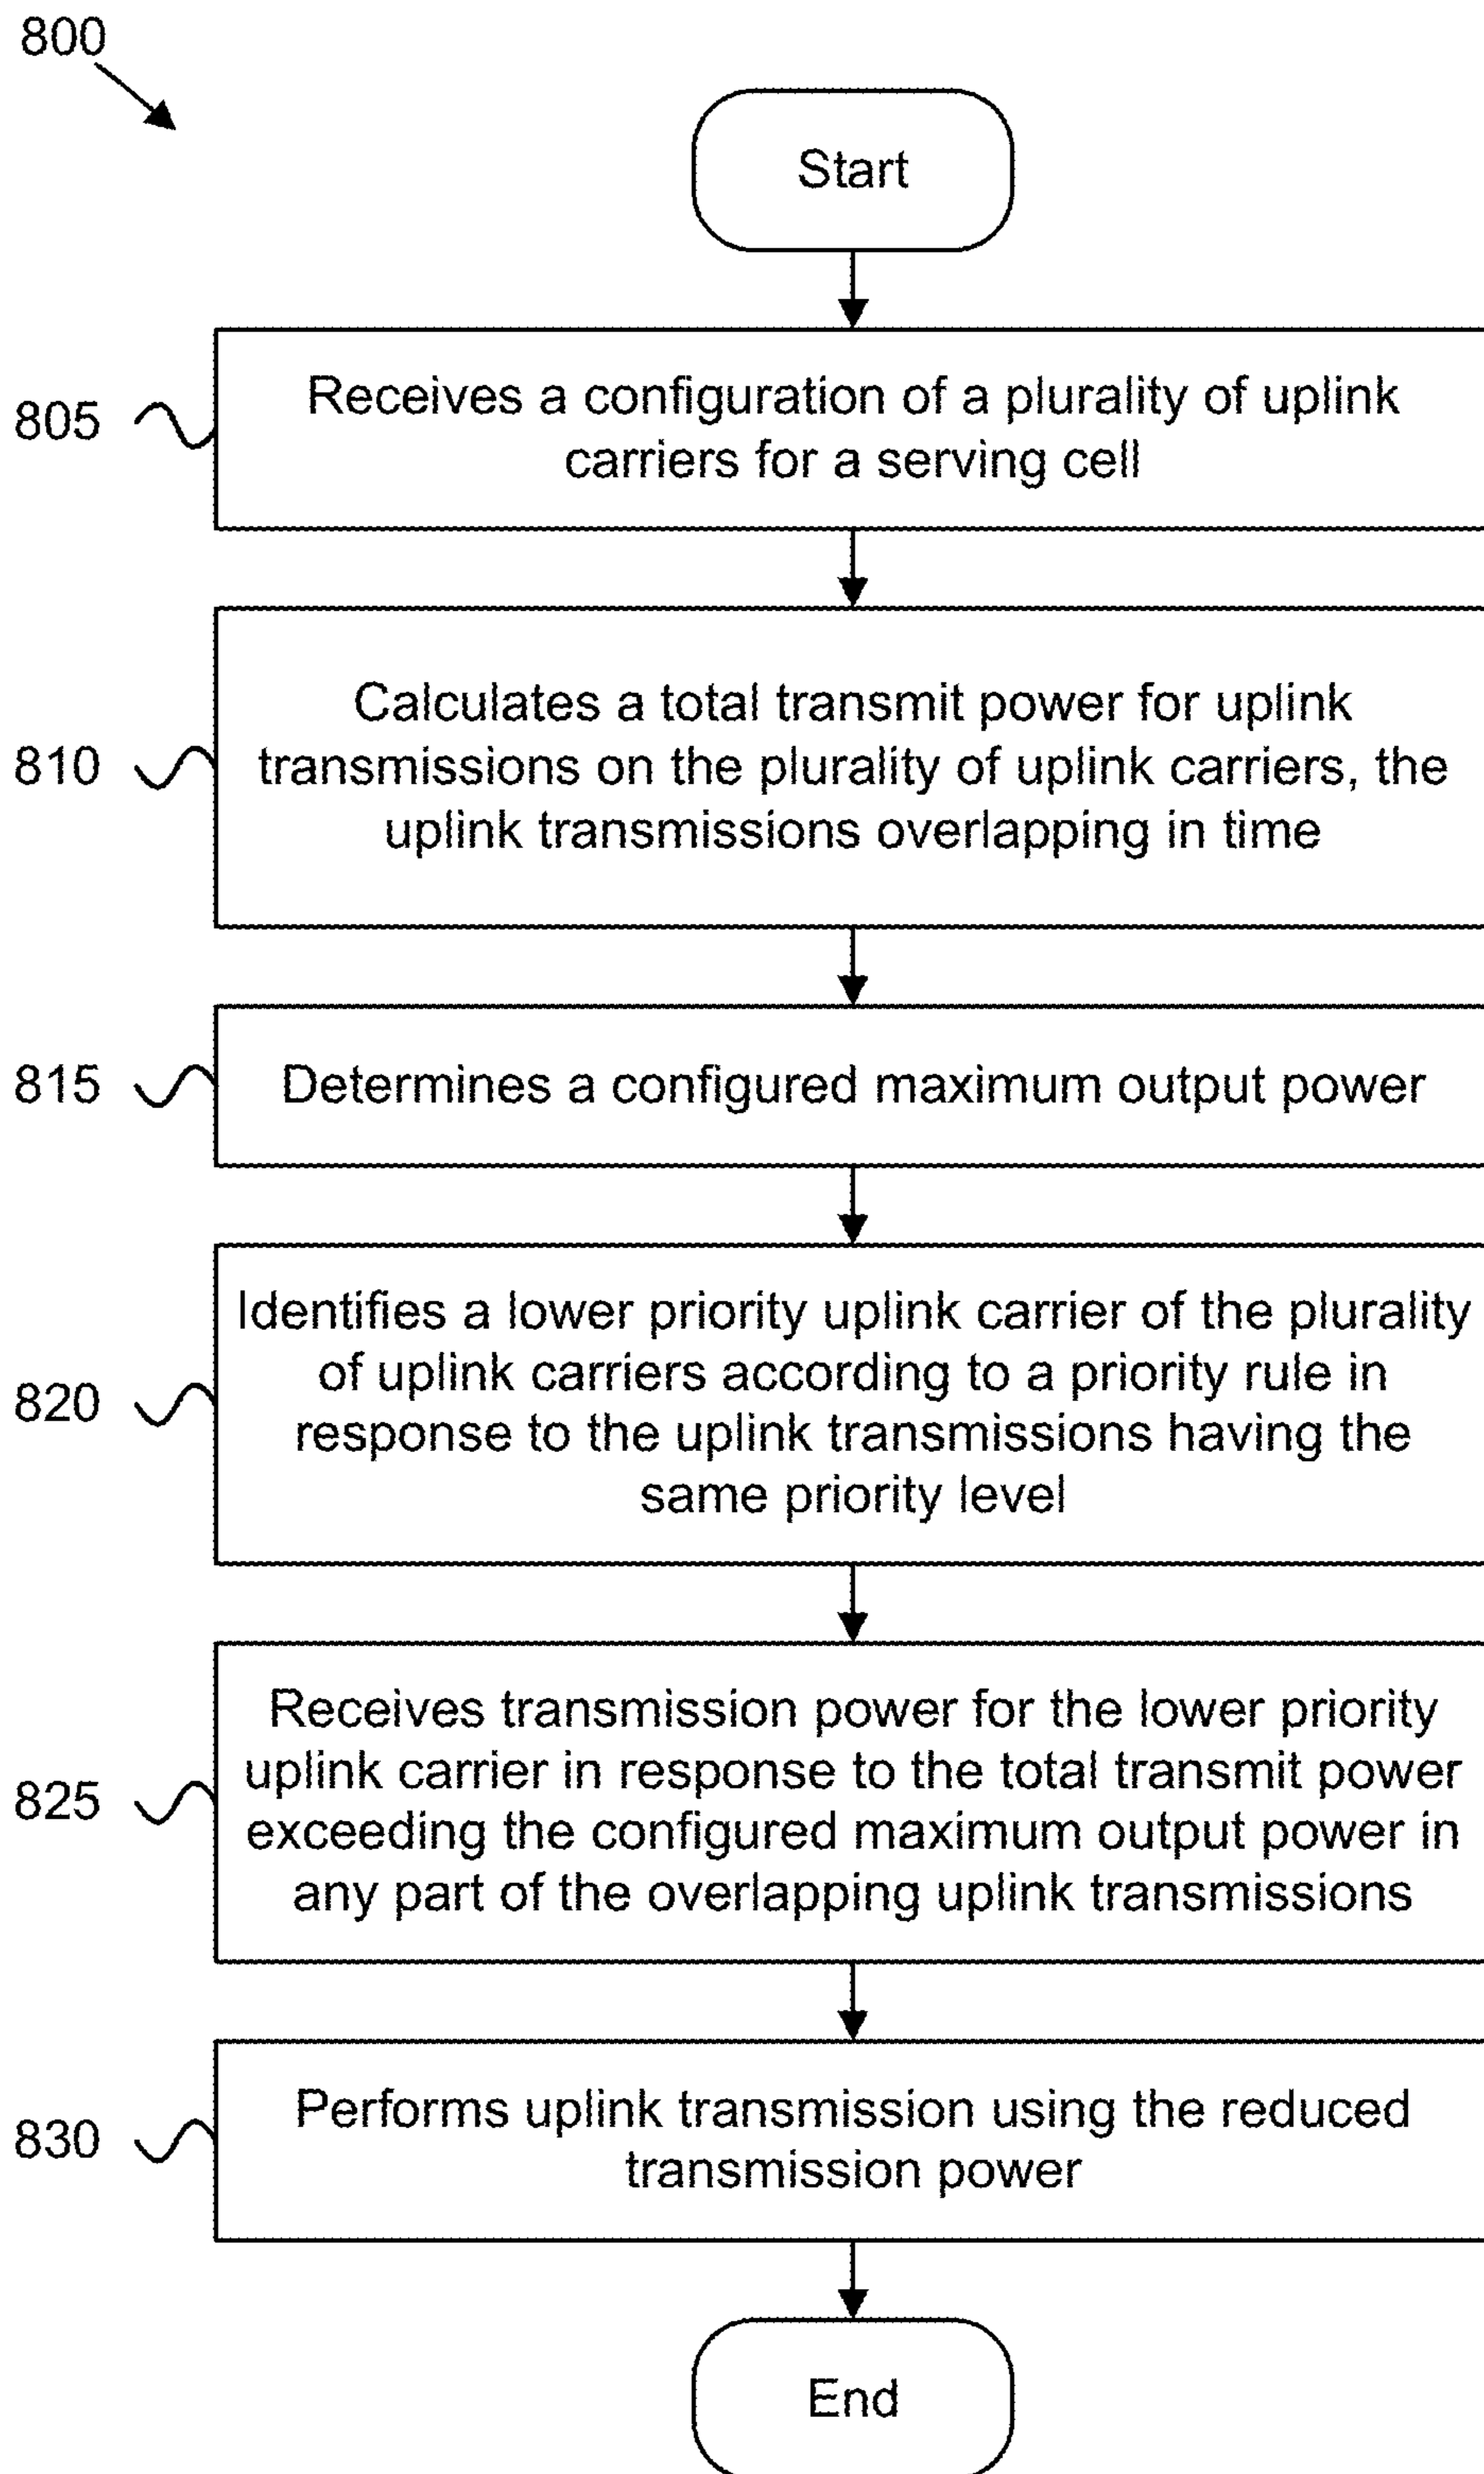 800
Start
805
Receives a configuration of a plurality of uplink
carriers for a serving cell
810
Calculates a total transmit power for uplink
transmissions on the plurality of uplink carriers, the
uplink transmissions overlapping in time
815
Determines a configured maximum output power
820
Identifies a lower priority uplink carrier of the plurality
of uplink carriers according to a priority rule in
response to the uplink transmissions having the
same priority level
825
Receives transmission power for the lower priority
uplink carrier in response to the total transmit power
exceeding the configured maximum output power in
any part of the overlapping uplink transmissions
830
Performs uplink transmission using the reduced
transmission power
End